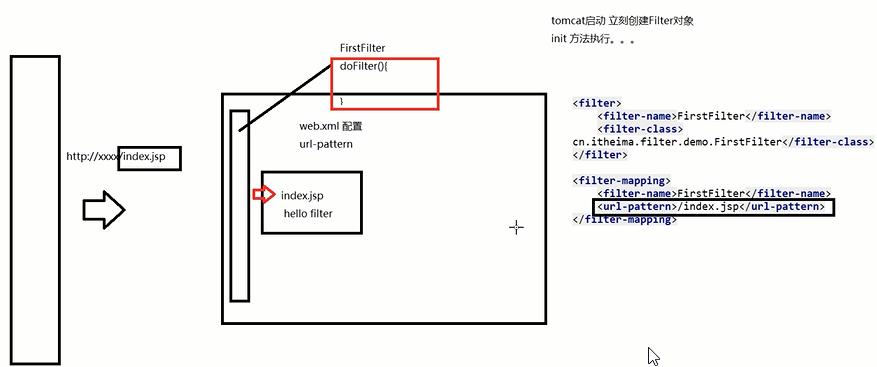 tomcat启动 立刻创建Filter对象
init 方法执行。。。
FirstFilter
doFilter(){
}
web.xml 配置
url-pattern
http://xxxx/index.jsp
index.jsp
hello filter
<filter>
<filter-name>FirstFilter</filter-name>
<filter-class>
cn.itheima.filter.demo.FirstFilter</filter-class>
</filter>
<filter-mapping>
<filter-name>FirstFilter</filter-name>
<url-pattern>/index.jsp</url-pattern>
</filter-mapping>